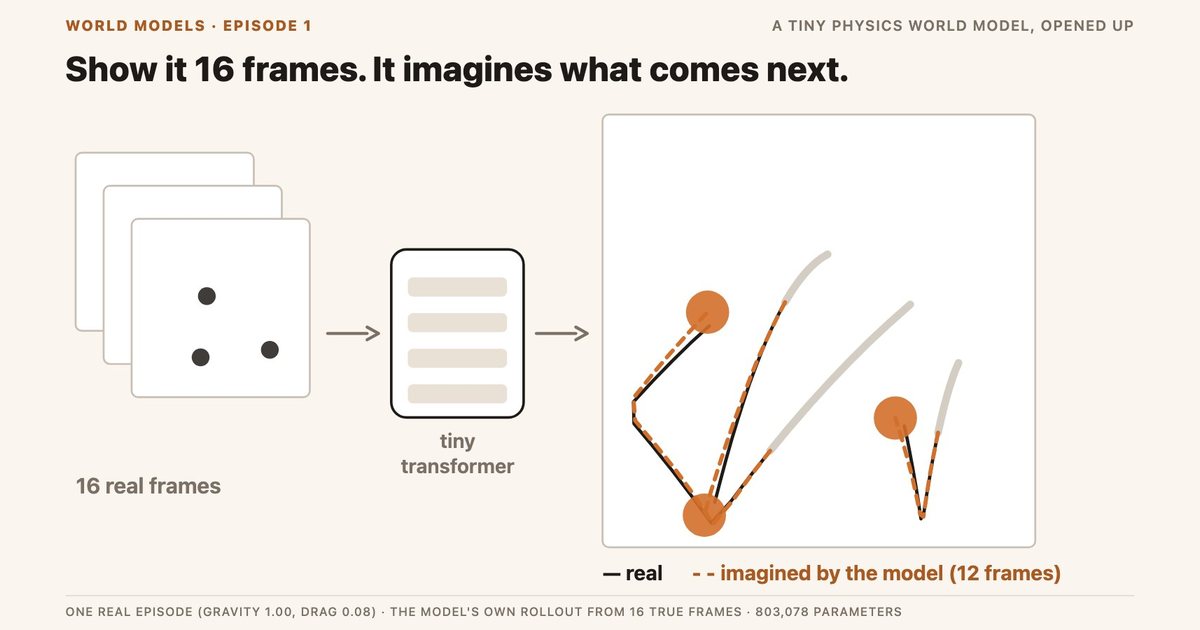 WORLD MODELS · EPISODE 1
A TINY PHYSICS WORLD MODEL, OPENED UP
Show it 16 frames. It imagines what comes next.
tiny
transformer
16 real frames
real
imagined by the model (12 frames)
ONE REAL EPISODE (GRAVITY 1.00, DRAG 0.08) · THE MODEL'S OWN ROLLOUT FROM 16 TRUE FRAMES · 803,078 PARAMETERS